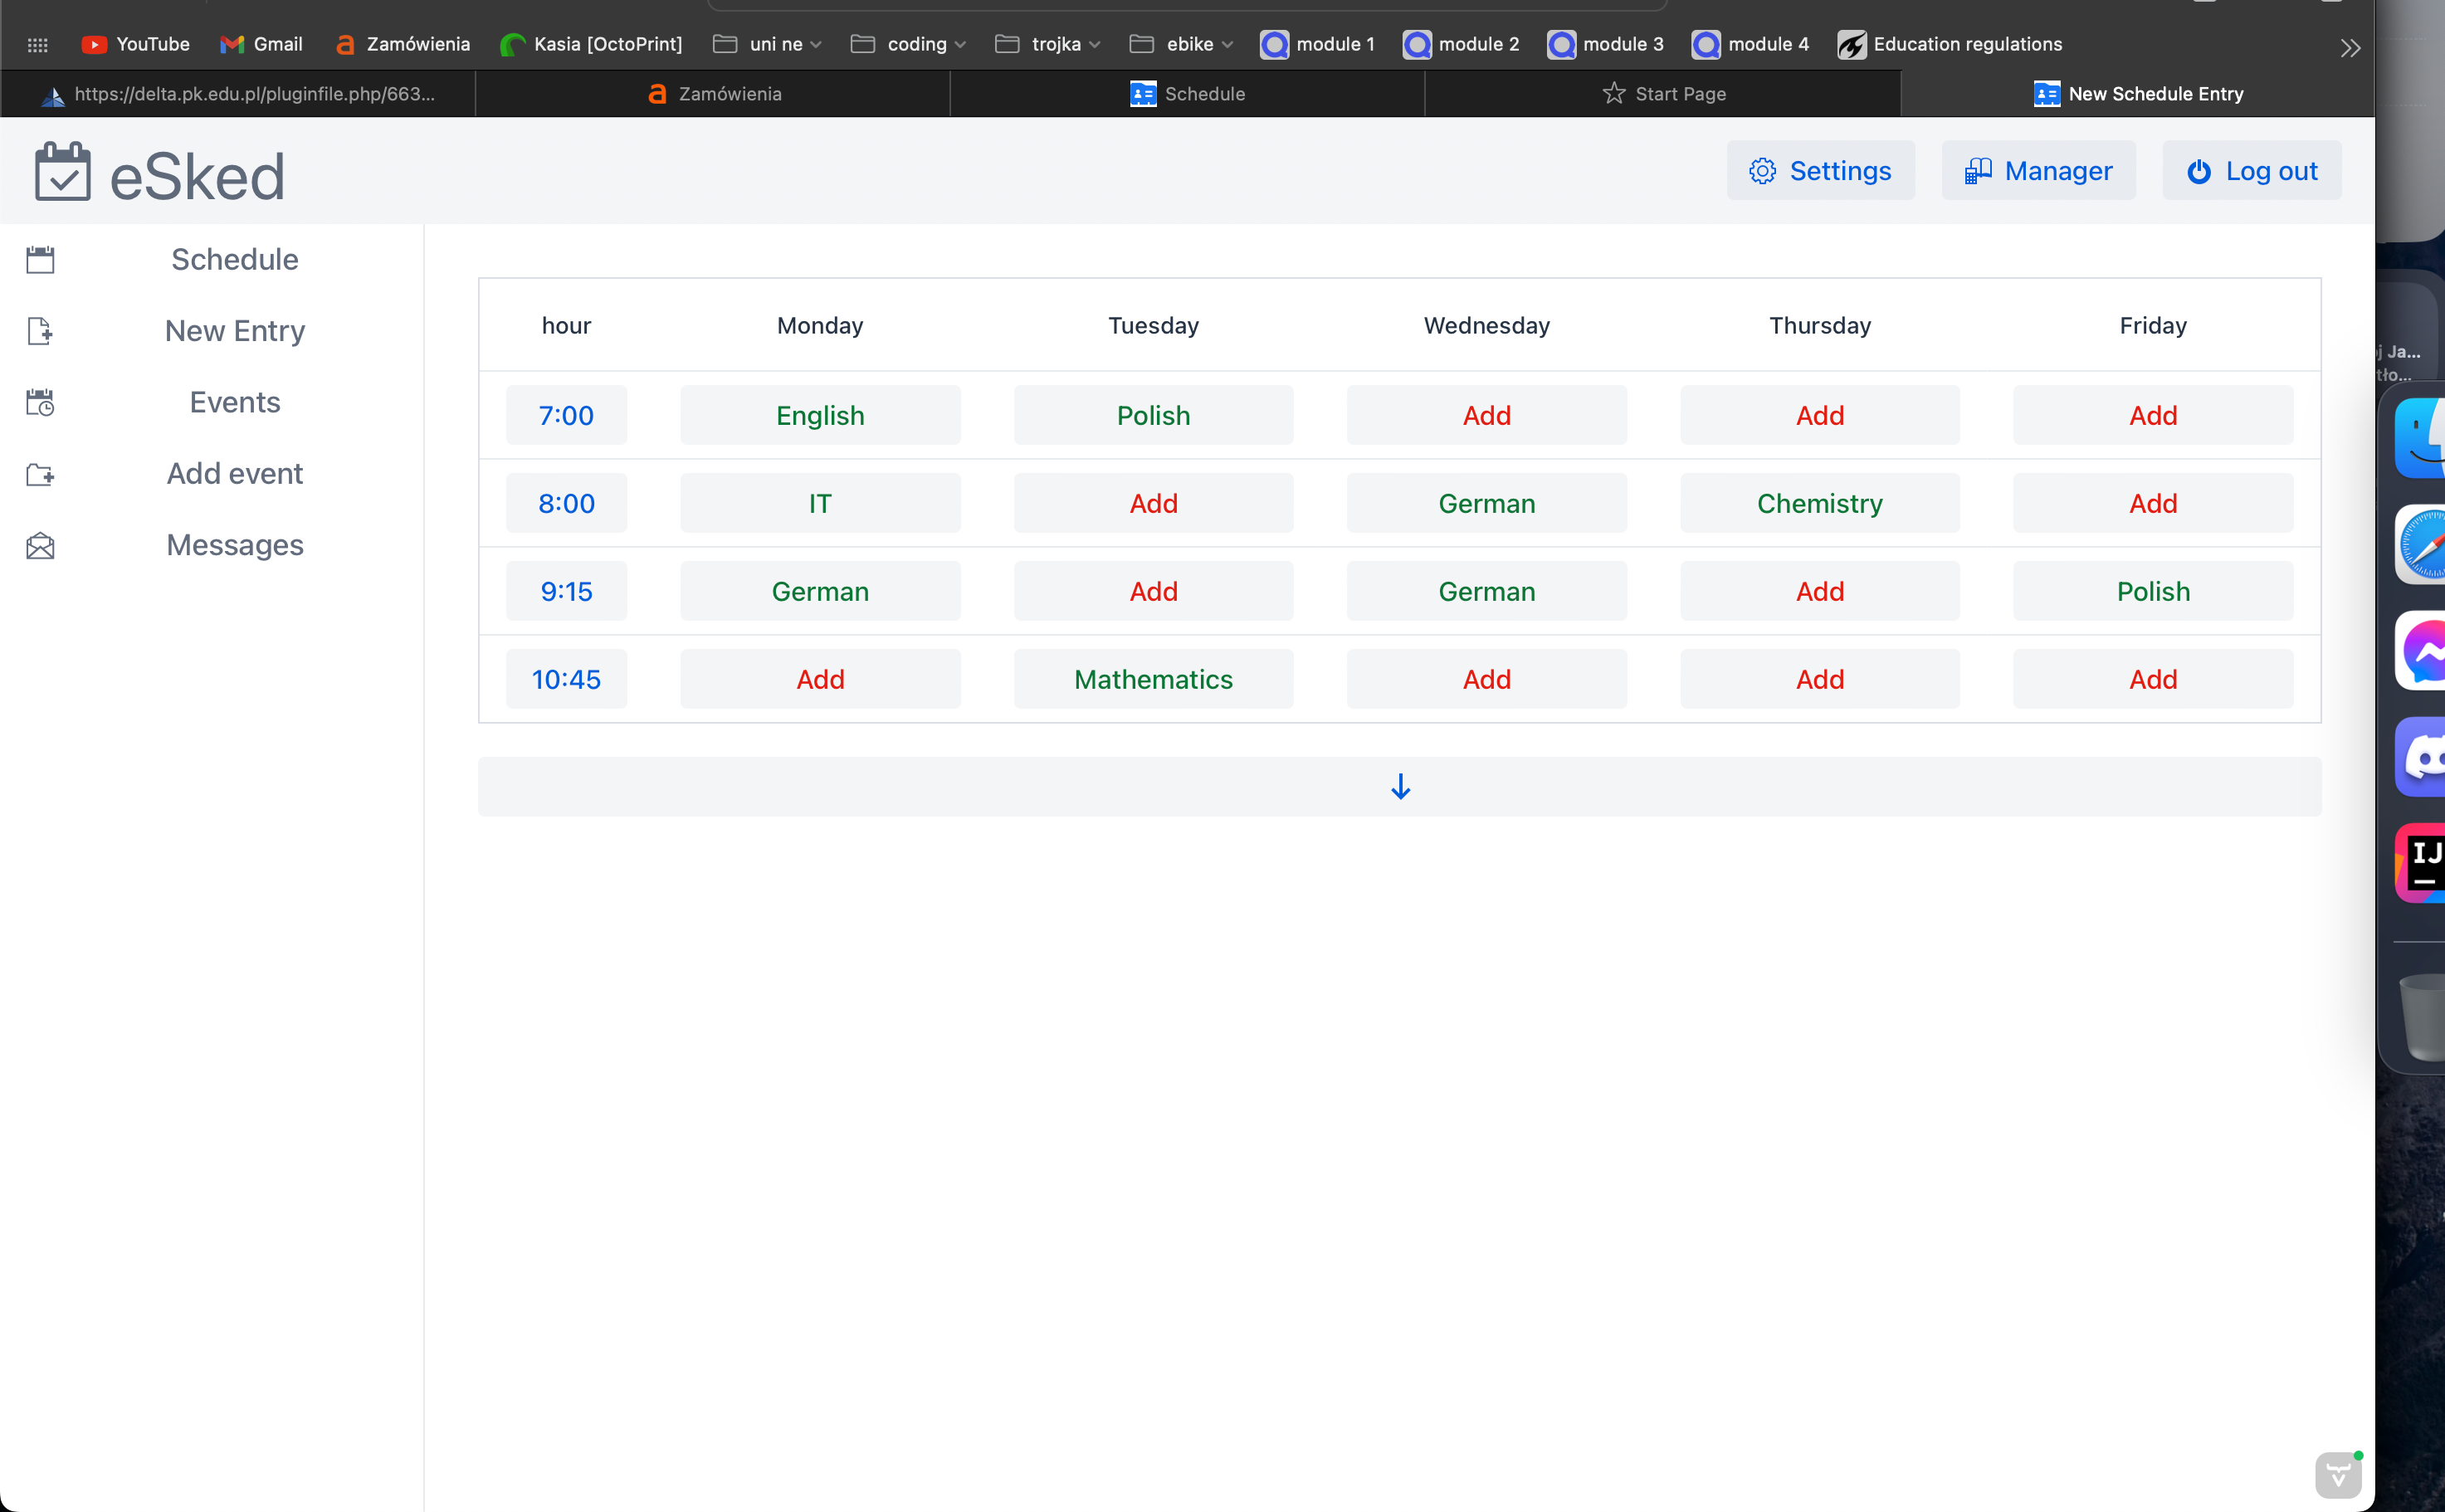 YouTube Gmail Zamówienia Kasia [OctoPrint] uni ne coding trojka ebike module 1 module 2 module 3 module 4 Education regulations
https://delta.pk.edu.pl/pluginfile.php/663... Zamówienia Schedule Start Page New Schedule Entry
eSked Settings Manager Log out
Schedule
New Entry
Events
Add event
Messages
hour Monday Tuesday Wednesday Thursday Friday
7:00 English Polish Add Add Add
8:00 IT Add German Chemistry Add
9:15 German Add German Add Polish
10:45 Add Mathematics Add Add Add
j Ja...
tło...
IJ